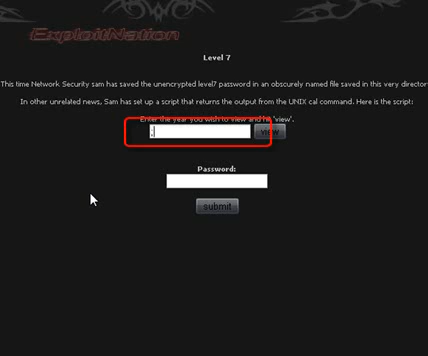 ExploitNation
Level 7
This time Network Security sam has saved the unencrypted level7 password in an obscurely named file saved in this very director
In other unrelated news, Sam has set up a script that returns the output from the UNIX cal command. Here is the script:
Enter the year you wish to view and hit 'view'.
; view
Password:
submit